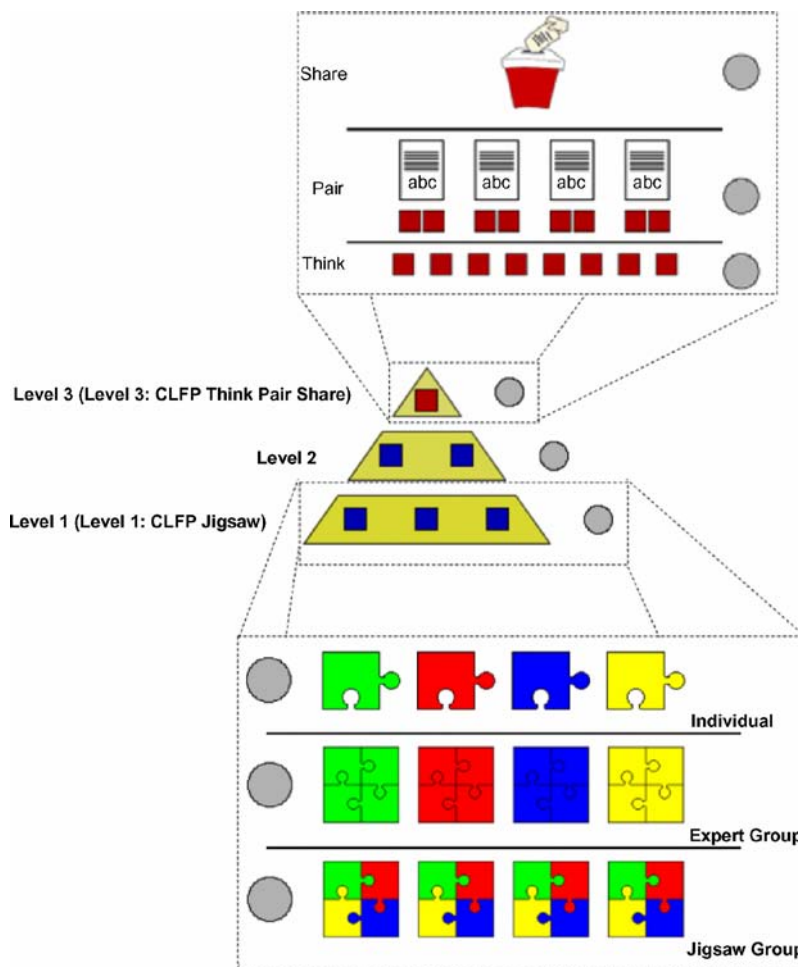 Share
Pair
abc abc abc abc
Think
Level 3 (Level 3: CLFP Think Pair Share)
Level 2
Level 1 (Level 1: CLFP Jigsaw)
Individual
Expert Group
Jigsaw Group